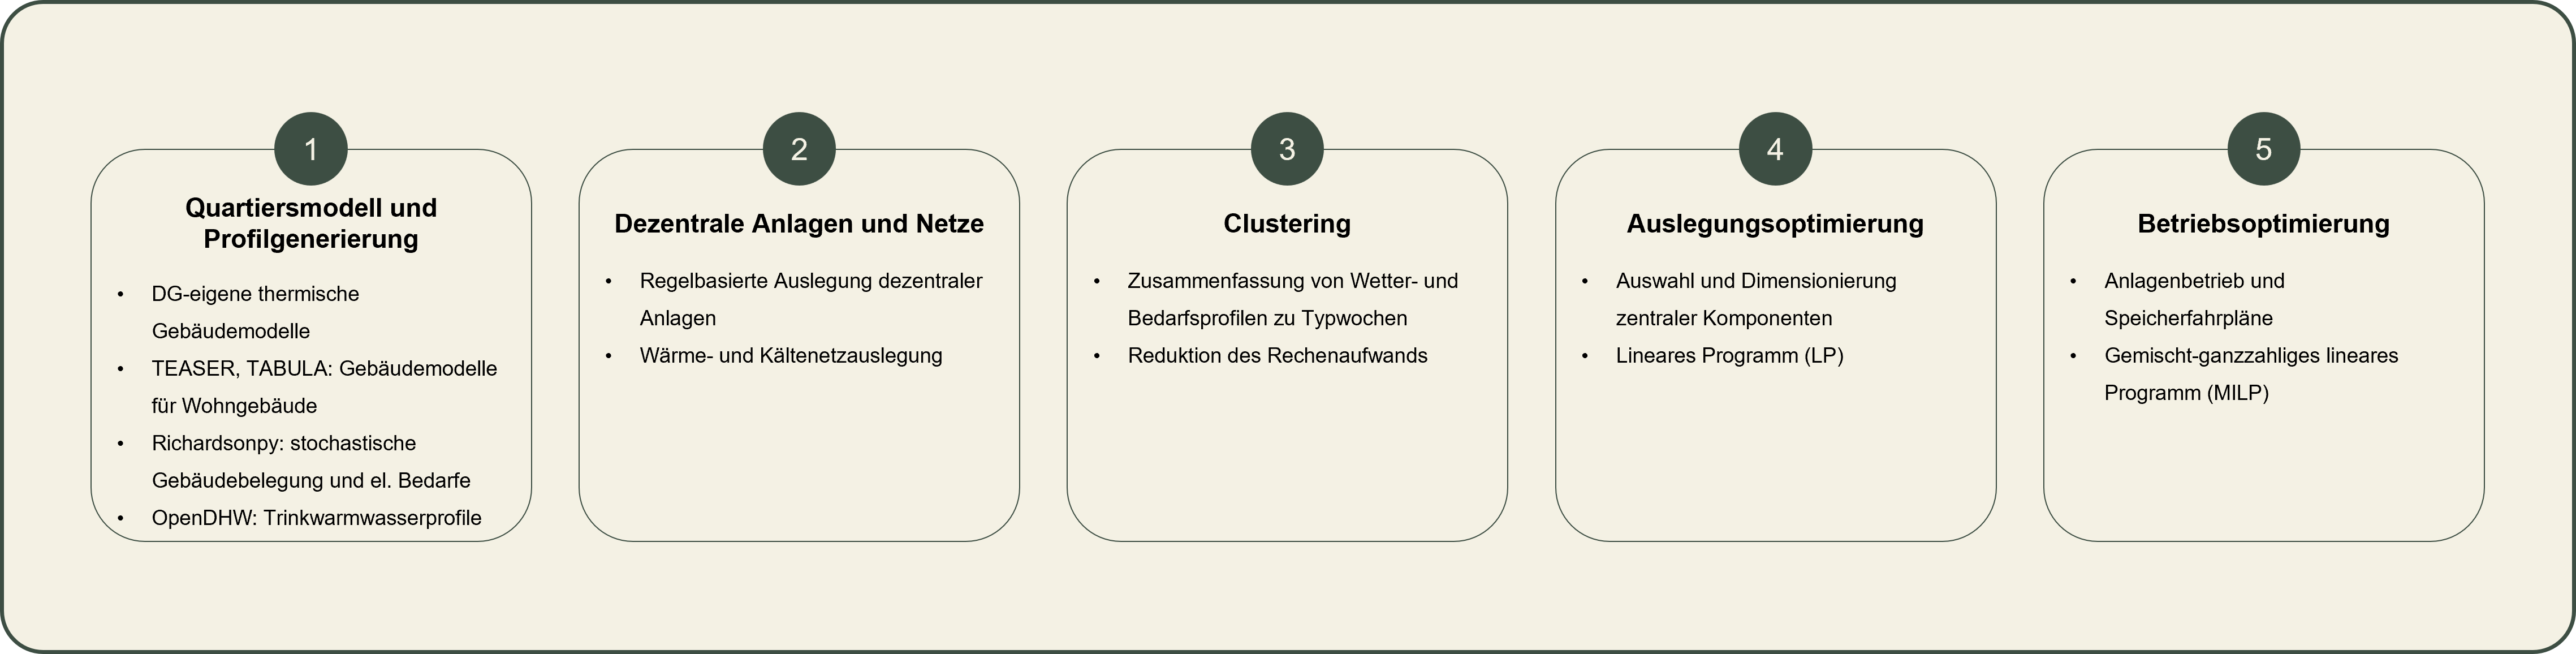 1
Quartiersmodell und
Profilgenerierung
• DG-eigene thermische
Gebäudemodelle
• TEASER, TABULA: Gebäudemodelle
für Wohngebäude
• Richardsonpy: stochastische
Gebäudebelegung und el. Bedarfe
• OpenDHW: Trinkwarmwasserprofile
2
Dezentrale Anlagen und Netze
• Regelbasierte Auslegung dezentraler
Anlagen
• Wärme- und Kältenetzauslegung
3
Clustering
• Zusammenfassung von Wetter- und
Bedarfsprofilen zu Typwochen
• Reduktion des Rechenaufwands
4
Auslegungsoptimierung
• Auswahl und Dimensionierung
zentraler Komponenten
• Lineares Programm (LP)
5
Betriebsoptimierung
• Anlagenbetrieb und
Speicherfahrpläne
• Gemischt-ganzzahliges lineares
Programm (MILP)